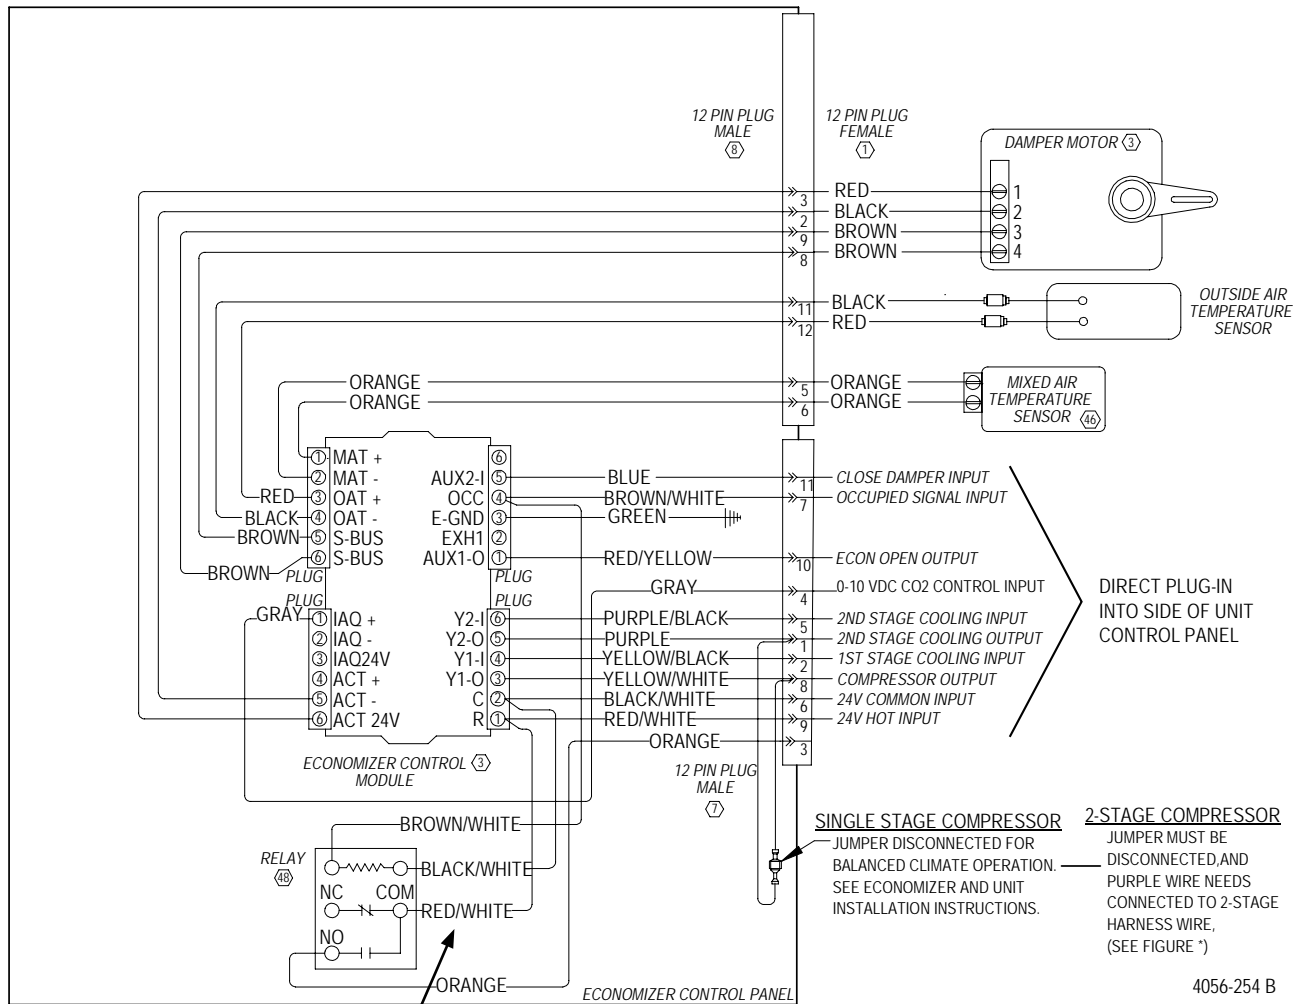 12 PIN PLUG
MALE
8
12 PIN PLUG
FEMALE
1
DAMPER MOTOR 3
3 RED 1
2 BLACK 2
9 BROWN 3
8 BROWN 4
11 BLACK
12 RED
OUTSIDE AIR
TEMPERATURE
SENSOR
ORANGE 5 ORANGE
ORANGE 6 ORANGE
MIXED AIR
TEMPERATURE
SENSOR 46
1 MAT +
2 MAT -
RED 3 OAT +
BLACK 4 OAT -
BROWN 5 S-BUS
BROWN 6 S-BUS
PLUG
6
AUX2-I 5 BLUE 11 CLOSE DAMPER INPUT
OCC 4 BROWN/WHITE 7 OCCUPIED SIGNAL INPUT
E-GND 3 GREEN
EXH1 2
AUX1-O 1 RED/YELLOW 10 ECON OPEN OUTPUT
PLUG
GRAY 4 0-10 VDC CO2 CONTROL INPUT
PLUG
GRAY 1 IAQ +
2 IAQ -
3 IAQ24V
4 ACT +
5 ACT -
6 ACT 24V
PLUG
Y2-I 6 PURPLE/BLACK 5 2ND STAGE COOLING INPUT
Y2-O 5 PURPLE 1 2ND STAGE COOLING OUTPUT
Y1-I 4 YELLOW/BLACK 2 1ST STAGE COOLING INPUT
Y1-O 3 YELLOW/WHITE 8 COMPRESSOR OUTPUT
C 2 BLACK/WHITE 6 24V COMMON INPUT
R 1 RED/WHITE 9 24V HOT INPUT
ORANGE 3
DIRECT PLUG-IN
INTO SIDE OF UNIT
CONTROL PANEL
ECONOMIZER CONTROL 3
MODULE
12 PIN PLUG
MALE
7
BROWN/WHITE
RELAY
48
BLACK/WHITE
NC COM
RED/WHITE
NO
ORANGE
ECONOMIZER CONTROL PANEL
SINGLE STAGE COMPRESSOR
JUMPER DISCONNECTED FOR
BALANCED CLIMATE OPERATION.
SEE ECONOMIZER AND UNIT
INSTALLATION INSTRUCTIONS.
2-STAGE COMPRESSOR
JUMPER MUST BE
DISCONNECTED,AND
PURPLE WIRE NEEDS
CONNECTED TO 2-STAGE
HARNESS WIRE,
(SEE FIGURE *)
4056-254 B